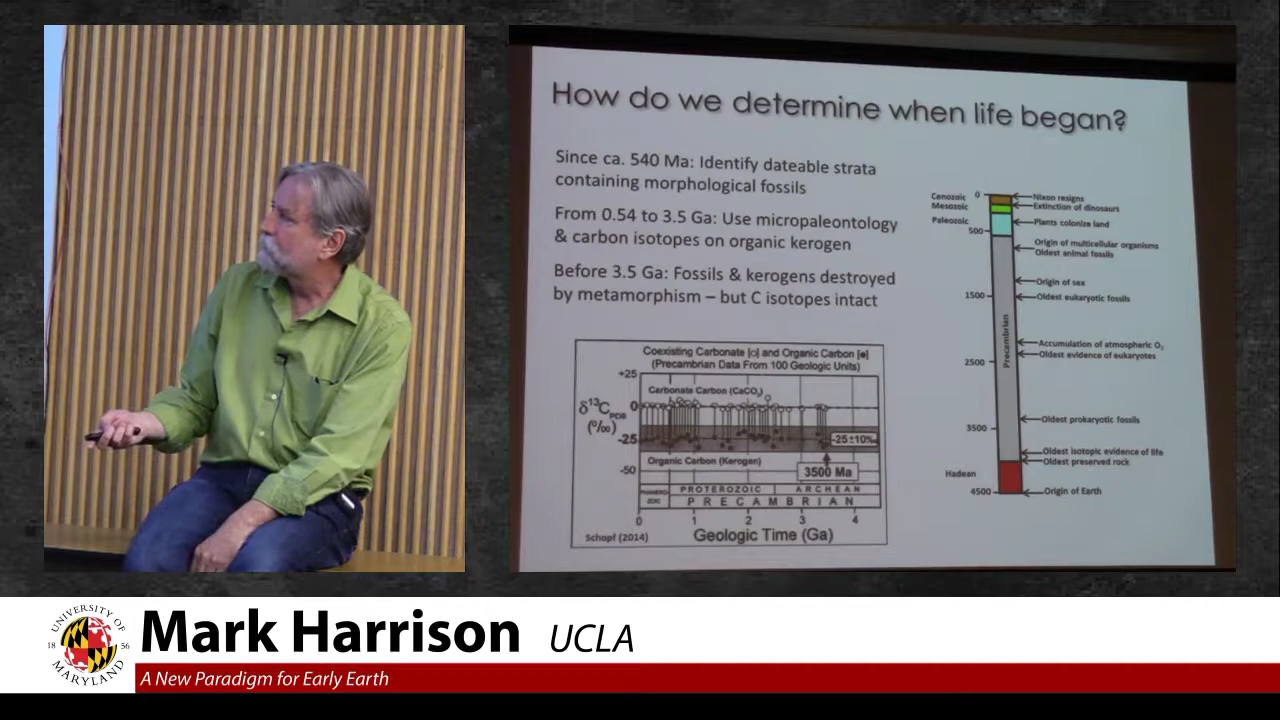 How do we determine when life began?
Since ca. 540 Ma: Identify dateable strata
containing morphological fossils
From 0.54 to 3.5 Ga: Use micropaleontology
& carbon isotopes on organic kerogen
Before 3.5 Ga: Fossils & kerogens destroyed
by metamorphism – but C isotopes intact
Coexisting Carbonate [o] and Organic Carbon [●]
(Precambrian Data From 100 Geologic Units)
+25
Carbonate Carbon (CaCO₃)
0
δ¹³C PDB
(‰)
-25
-25±10‰
-50
Organic Carbon (Kerogen)
3500 Ma
PROTEROZOIC
ARCHEAN
PRECAMBRIAN
0 1 2 3 4
Schopf (2014)
Geologic Time (Ga)
Cenozoic
Mesozoic
Paleozoic
Precambrian
Hadean
0
500
1500
2500
3500
4500
Nixon resigns
Extinction of dinosaurs
Plants colonize land
Origin of multicellular organisms
Oldest animal fossils
Origin of sex
Oldest eukaryotic fossils
Accumulation of atmospheric O₂
Oldest evidence of eukaryotes
Oldest prokaryotic fossils
Oldest isotopic evidence of life
Oldest preserved rock
Origin of Earth
UNIVERSITY OF
18 56
MARYLAND
Mark Harrison UCLA
A New Paradigm for Early Earth